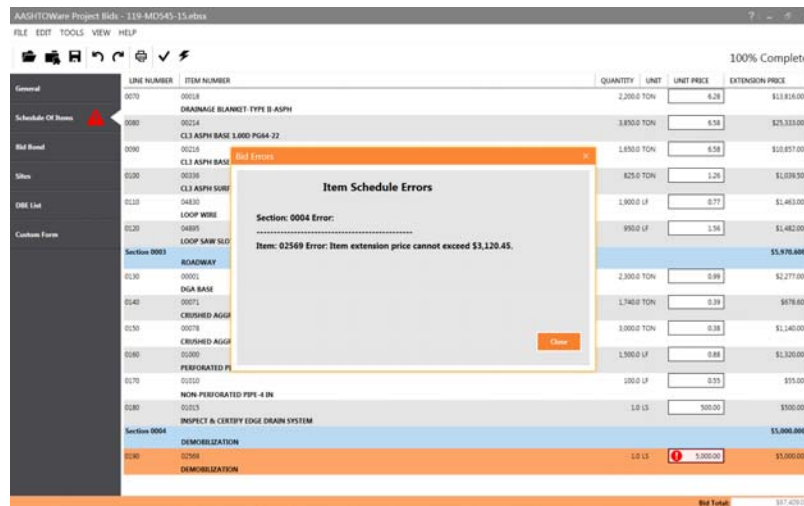 AASHTOWare Project Bids - 119-MD545-15.ebsx
FILE EDIT TOOLS VIEW HELP
100% Complete
General
Schedule Of Items
Bid Bond
Sites
DBE List
Custom Form
LINE NUMBER ITEM NUMBER QUANTITY UNIT UNIT PRICE EXTENSION PRICE
0070 00018 2,200.0 TON 6.28 $13,816.00
DRAINAGE BLANKET-TYPE II-ASPH
0080 00214 3,850.0 TON 6.58 $25,333.00
CL3 ASPH BASE 1.00D PG64-22
0090 00216 1,650.0 TON 6.58 $10,857.00
CL3 ASPH BASE
0100 00336 825.0 TON 1.26 $1,039.50
CL3 ASPH SURF
0110 04830 1,900.0 LF 0.77 $1,463.00
LOOP WIRE
0120 04895 950.0 LF 1.56 $1,482.00
LOOP SAW SLO
Section 0003 $5,970.600
ROADWAY
0130 00001 2,300.0 TON 0.99 $2,277.00
DGA BASE
0140 00071 1,740.0 TON 0.39 $678.60
CRUSHED AGGR
0150 00078 3,000.0 TON 0.38 $1,140.00
CRUSHED AGGR
0160 01000 1,500.0 LF 0.88 $1,320.00
PERFORATED PI
0170 01010 100.0 LF 0.55 $55.00
NON-PERFORATED PIPE-4 IN
0180 01015 1.0 LS 500.00 $500.00
INSPECT & CERTIFY EDGE DRAIN SYSTEM
Section 0004 $5,000.000
DEMOBILIZATION
0190 02569 1.0 LS 5,000.00 $5,000.00
DEMOBILIZATION
Bid Errors
Item Schedule Errors
Section: 0004 Error:
----------------------------------------------
Item: 02569 Error: Item extension price cannot exceed $3,120.45.
Close
Bid Total: